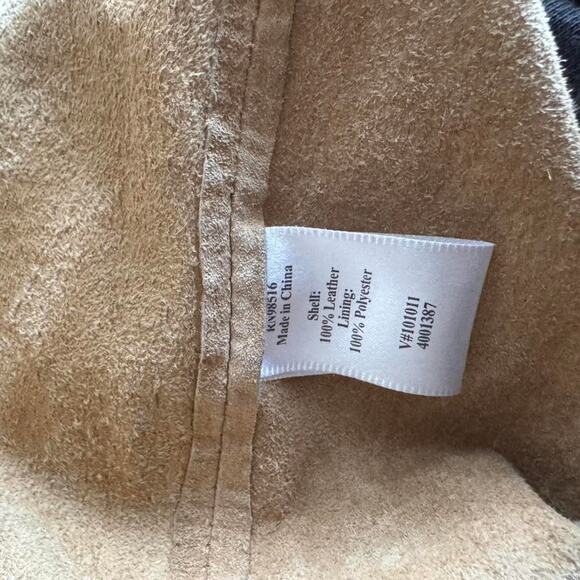 RN98516
Made in China
Shell:
100% Leather
Lining:
100% Polyester
V#101011
4001387